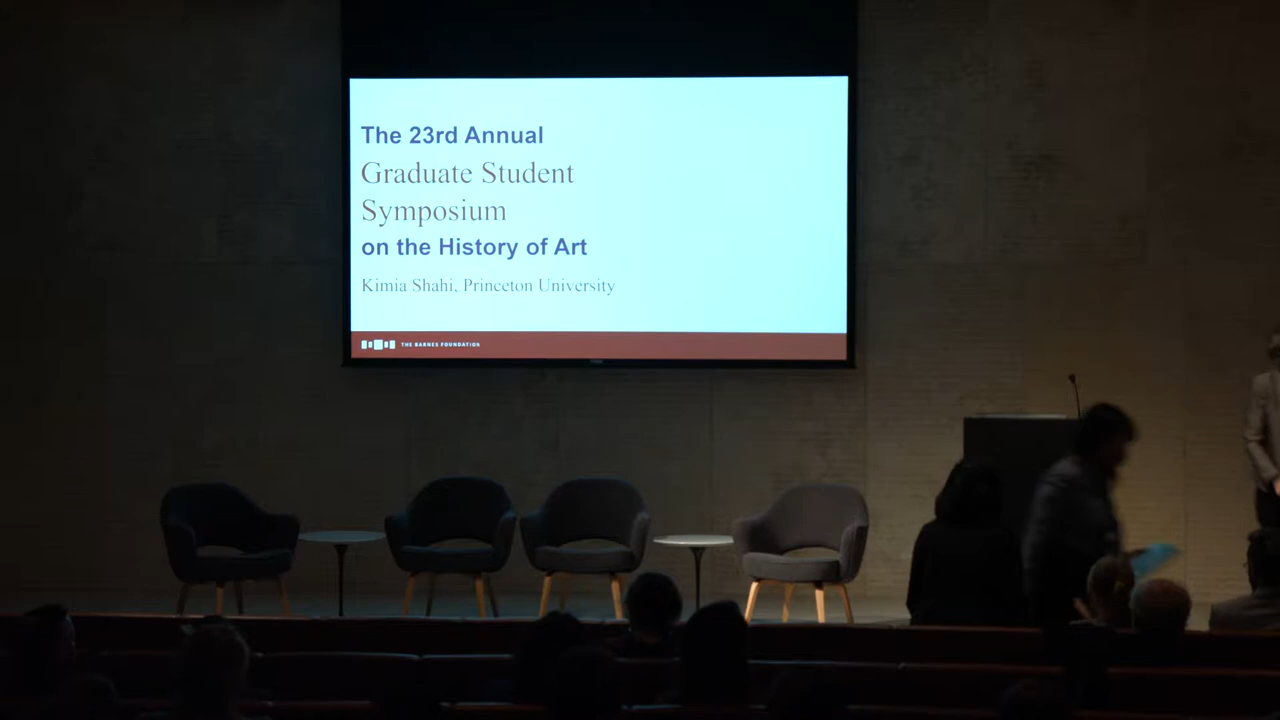 The 23rd Annual
Graduate Student
Symposium
on the History of Art
Kimia Shahi, Princeton University
THE BARNES FOUNDATION